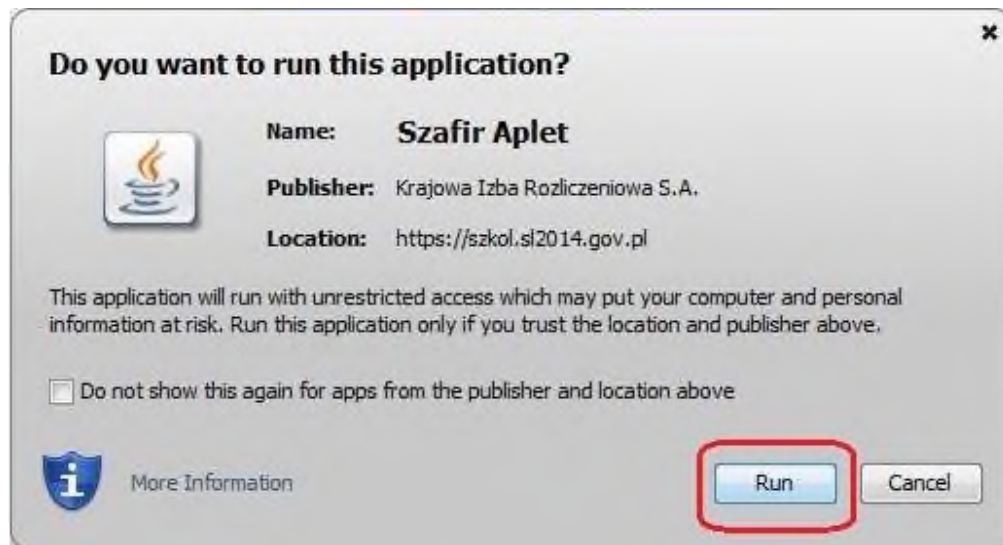 Do you want to run this application?
Name: Szafir Aplet
Publisher: Krajowa Izba Rozliczeniowa S.A.
Location: https://szkol.sl2014.gov.pl
This application will run with unrestricted access which may put your computer and personal
information at risk. Run this application only if you trust the location and publisher above.
Do not show this again for apps from the publisher and location above
More Information
Run
Cancel